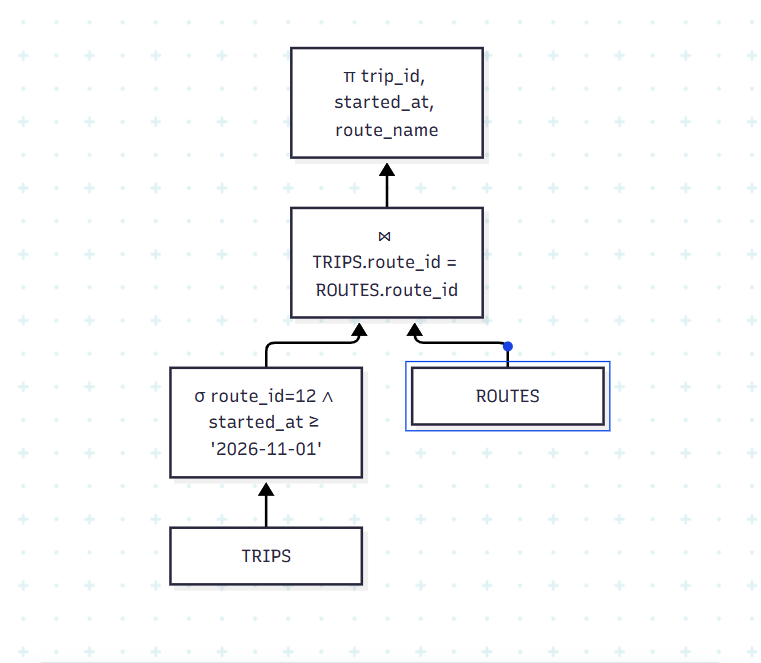 π trip_id,
started_at,
route_name
⋈
TRIPS.route_id =
ROUTES.route_id
σ route_id=12 ∧
started_at ≥
'2026-11-01'
ROUTES
TRIPS